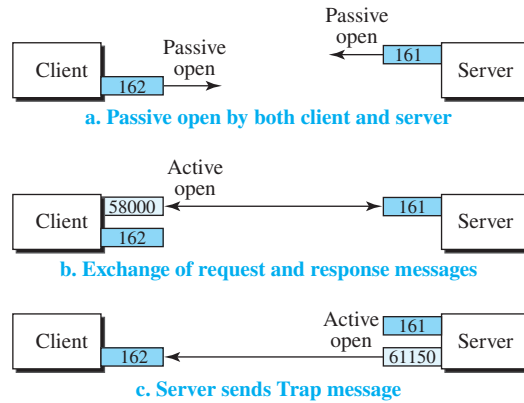 Passive
open
Passive
open
Client
162
161
Server
a. Passive open by both client and server
Active
open
Client
58000
162
161
Server
b. Exchange of request and response messages
Client
162
Active
open
161
61150
Server
c. Server sends Trap message